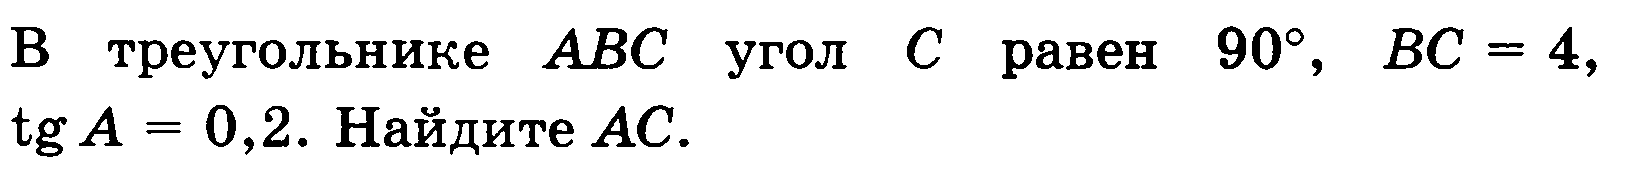 В треугольнике ABC угол C равен 90°, BC = 4,
tg A = 0,2. Найдите AC.